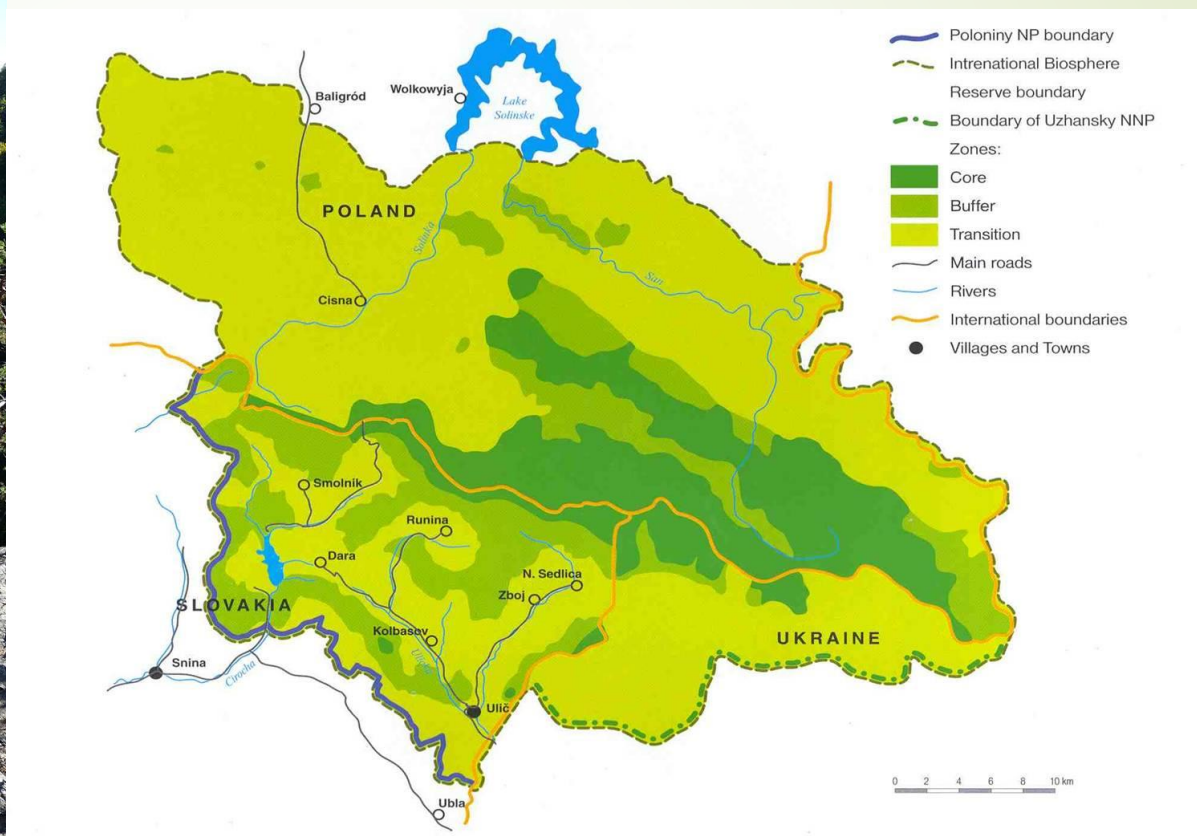 Poloniny NP boundary
Intrenational Biosphere
Reserve boundary
Boundary of Uzhansky NNP
Zones:
Core
Buffer
Transition
Main roads
Rivers
International boundaries
Villages and Towns
Baligród
Wolkowyja
Lake
Solinske
POLAND
Solinka
San
Cisna
Smolnik
Runina
Dara
N. Sedlica
Zboj
SLOVAKIA
Kolbasov
UKRAINE
Snina
Cirocha
Ulič
Ubla
0 2 4 6 8 10 km